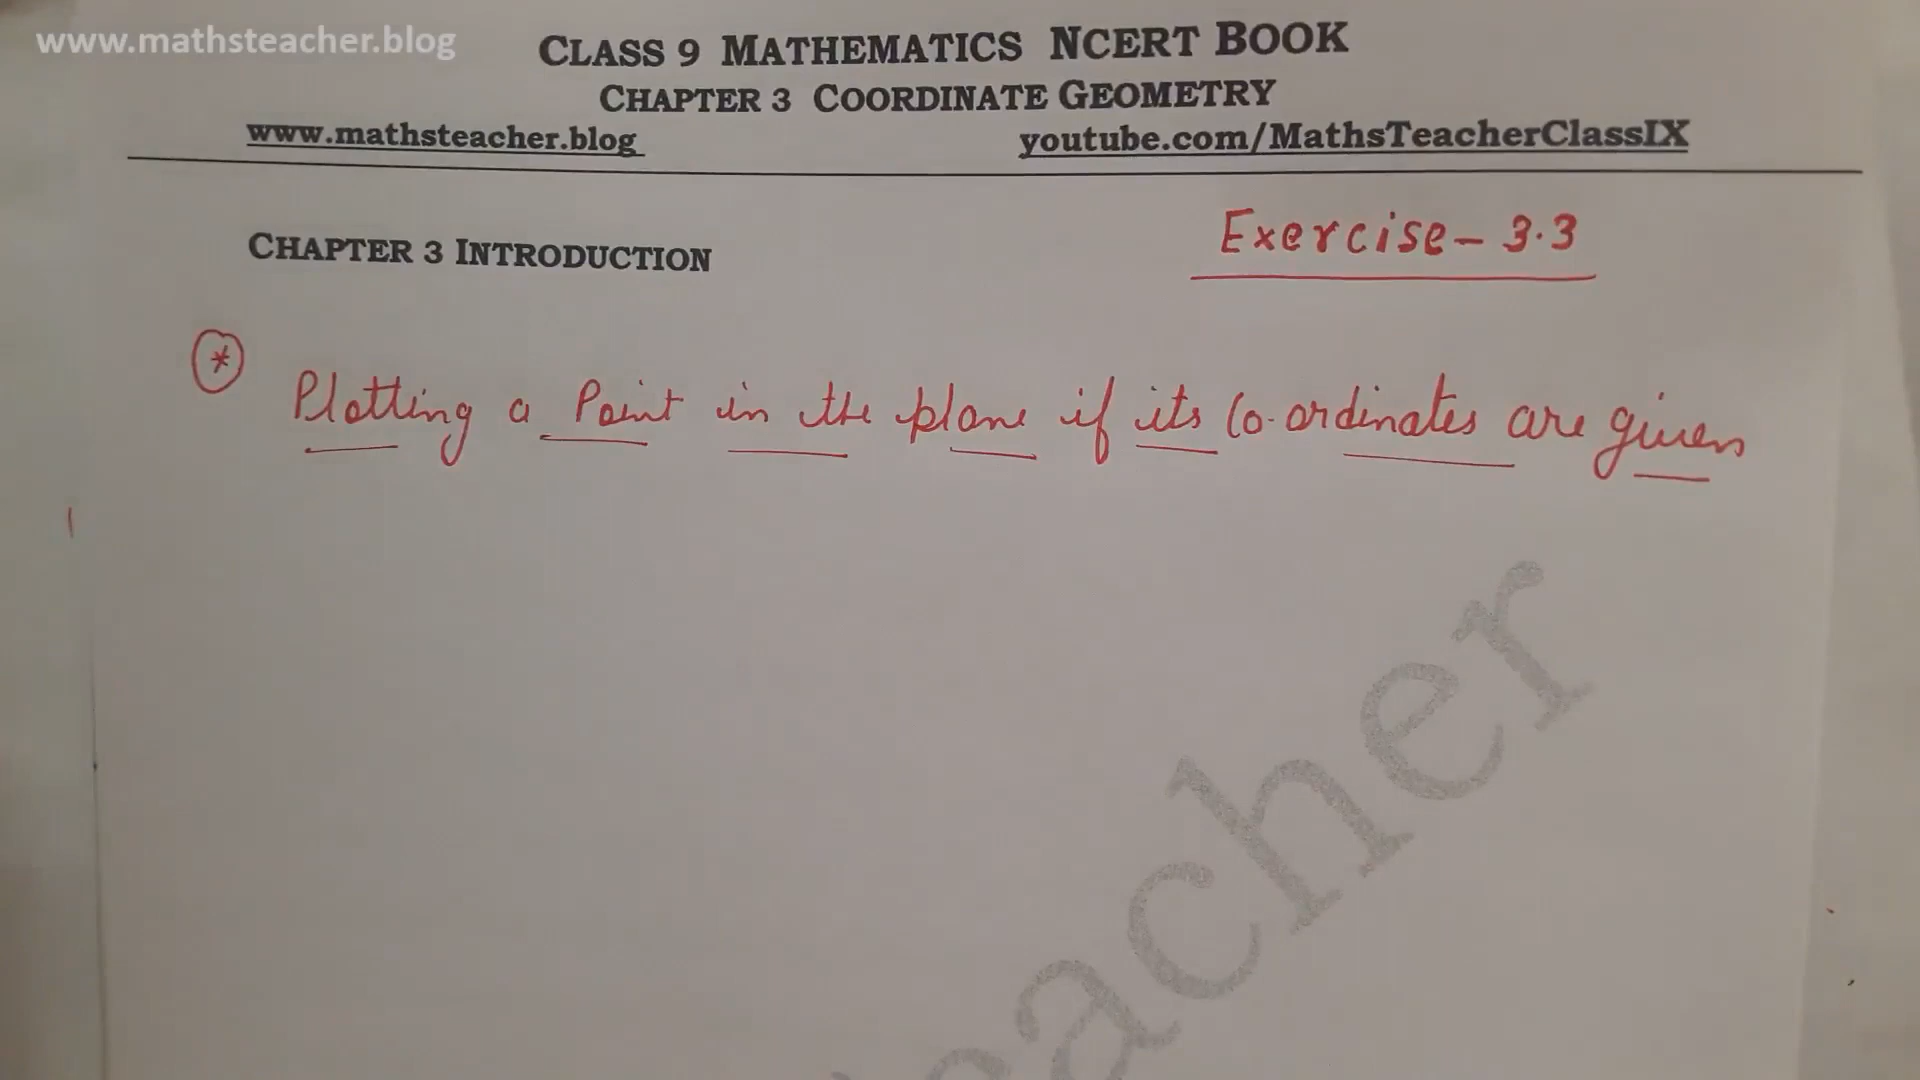 www.mathsteacher.blog
CLASS 9 MATHEMATICS NCERT BOOK
CHAPTER 3 COORDINATE GEOMETRY
www.mathsteacher.blog youtube.com/MathsTeacherClassIX
Exercise - 3.3
CHAPTER 3 INTRODUCTION
* Plotting a Point in the plane if its Co-ordinates are given
eacher